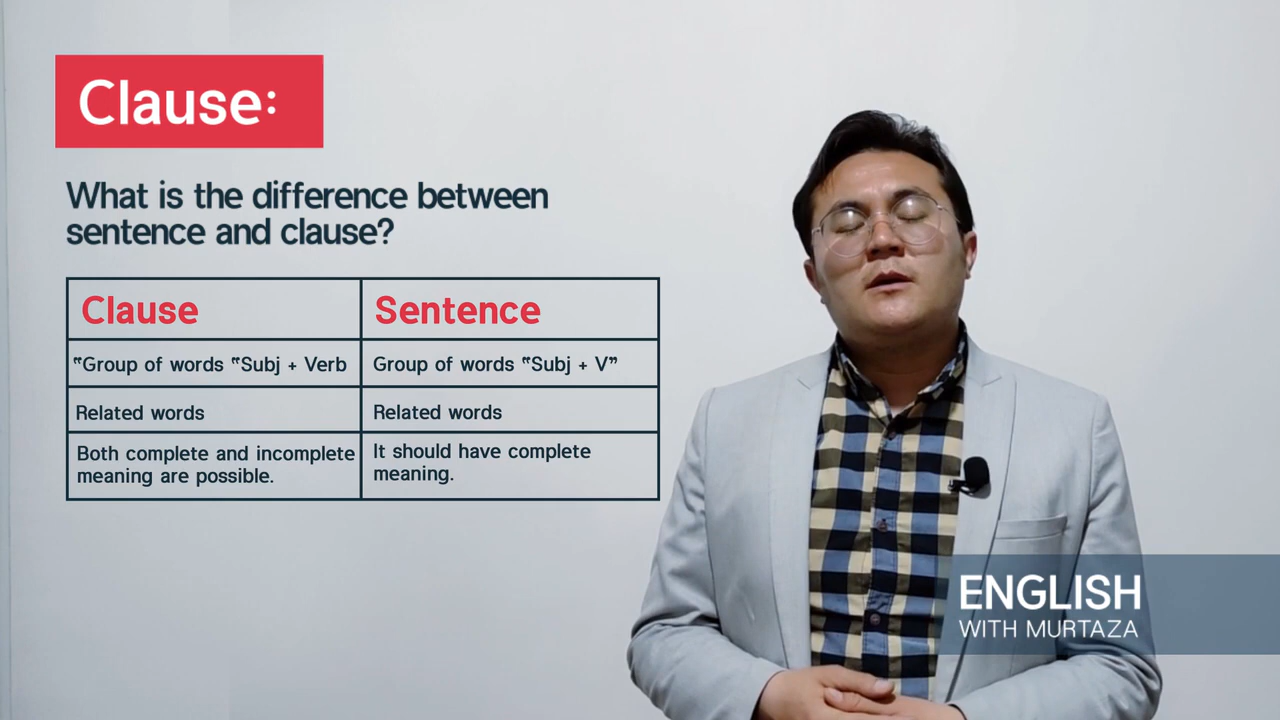 Clause:
What is the difference between
sentence and clause?
Clause
Sentence
"Group of words "Subj + Verb
Group of words "Subj + V"
Related words
Related words
Both complete and incomplete
meaning are possible.
It should have complete
meaning.
ENGLISH
WITH MURTAZA